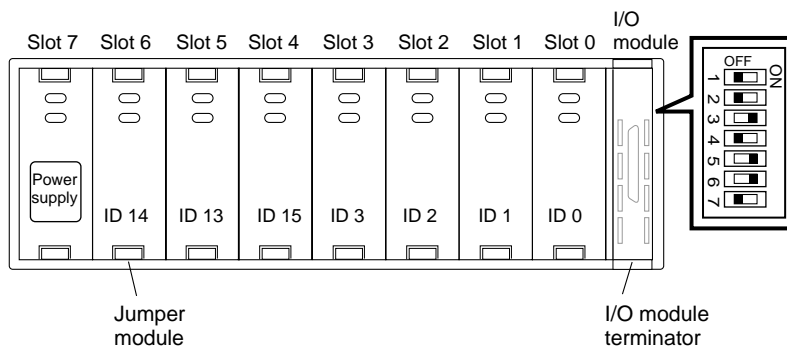 I/O
module
Slot 7 Slot 6 Slot 5 Slot 4 Slot 3 Slot 2 Slot 1 Slot 0
OFF
ON
1
2
3
4
5
6
7
Power
supply
ID 14 ID 13 ID 15 ID 3 ID 2 ID 1 ID 0
Jumper
module
I/O module
terminator